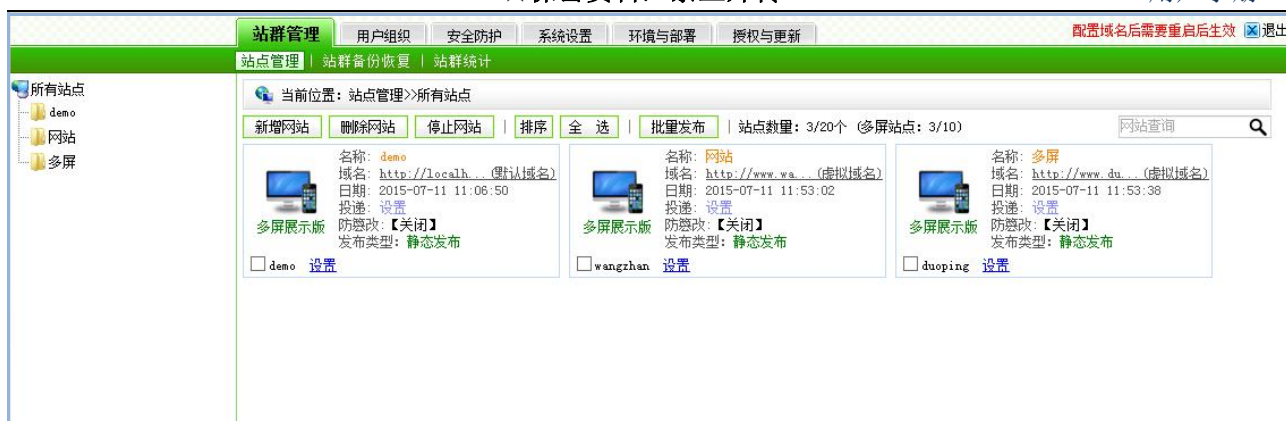 站群管理 用户组织 安全防护 系统设置 环境与部署 授权与更新 配置域名后需要重启后生效 退出
站点管理 | 站群备份恢复 | 站群统计
所有站点
demo
网站
多屏
当前位置：站点管理>>所有站点
新增网站 删除网站 停止网站 | 排序 全 选 | 批量发布 | 站点数量：3/20个 (多屏站点：3/10) 网站查询
名称：demo
域名：http://localh...(默认域名)
日期：2015-07-11 11:06:50
投递：设置
防篡改：【关闭】
发布类型：静态发布
多屏展示版
demo 设置
名称：网站
域名：http://www.wa...(虚拟域名)
日期：2015-07-11 11:53:02
投递：设置
防篡改：【关闭】
发布类型：静态发布
多屏展示版
wangzhan 设置
名称：多屏
域名：http://www.du...(虚拟域名)
日期：2015-07-11 11:53:38
投递：设置
防篡改：【关闭】
发布类型：静态发布
多屏展示版
duoping 设置